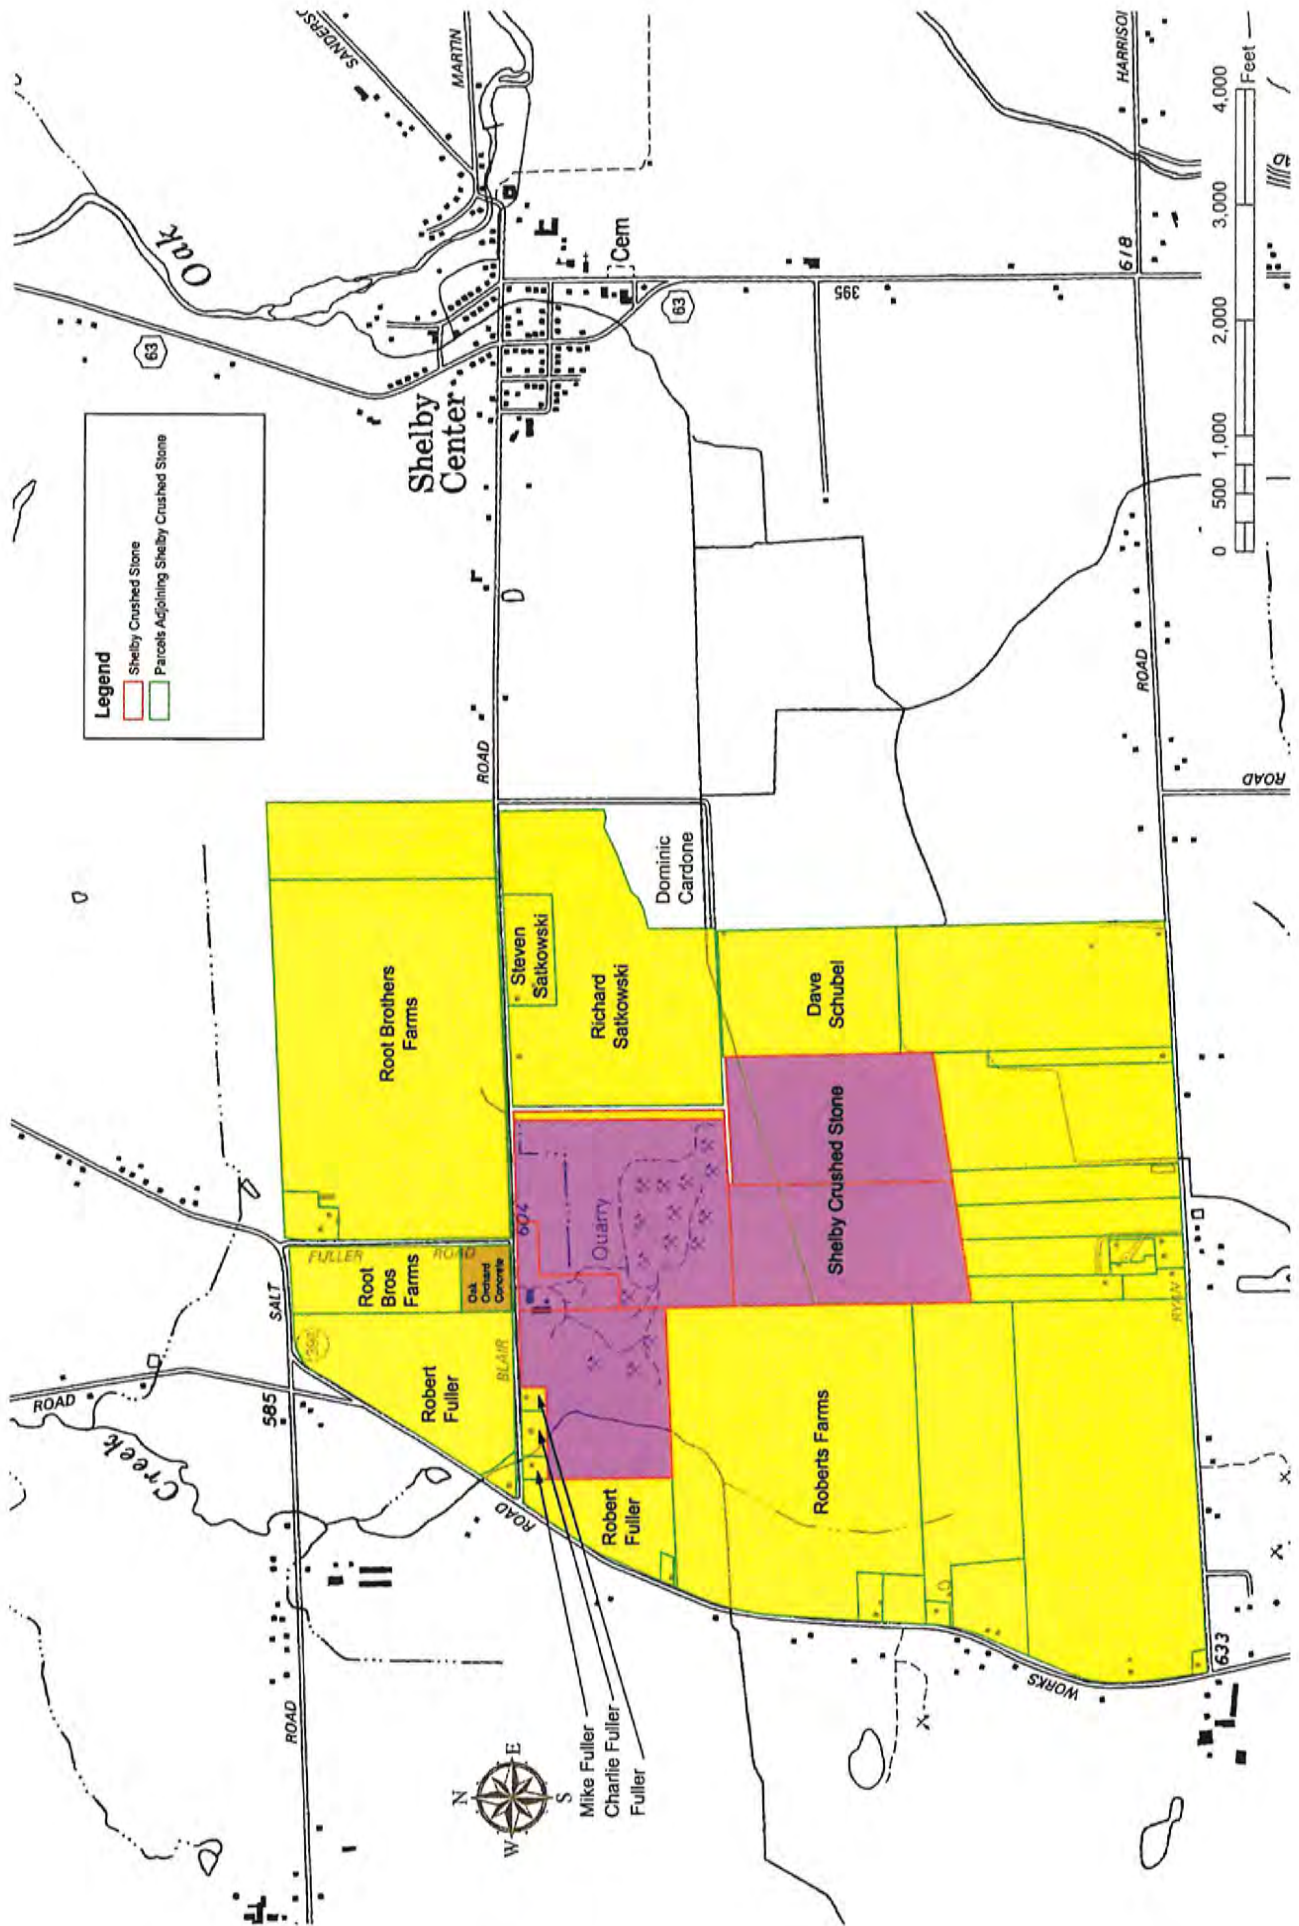 SANDERSO
MARTIN
HARRISO
Oak
63
Cem
63
395
618
Shelby
Center
Legend
Shelby Crushed Stone
Parcels Adjoining Shelby Crushed Stone
0 500 1,000 2,000 3,000 4,000
Feet
ROAD
ROAD
ROAD
Dominic
Cardone
Steven
Satkowski
Richard
Satkowski
Root Brothers
Farms
Dave
Schubel
Shelby Crushed Stone
604
Quarry
FULLER
ROAD
Root
Bros
Farms
Oak
Orchard
Concrete
SALT
Robert
Fuller
BLAIR
RYAN
ROAD
585
Creek
ROAD
Robert
Fuller
Roberts Farms
633
WORKS
ROAD
N
E
S
W
Mike Fuller
Charlie Fuller
Fuller